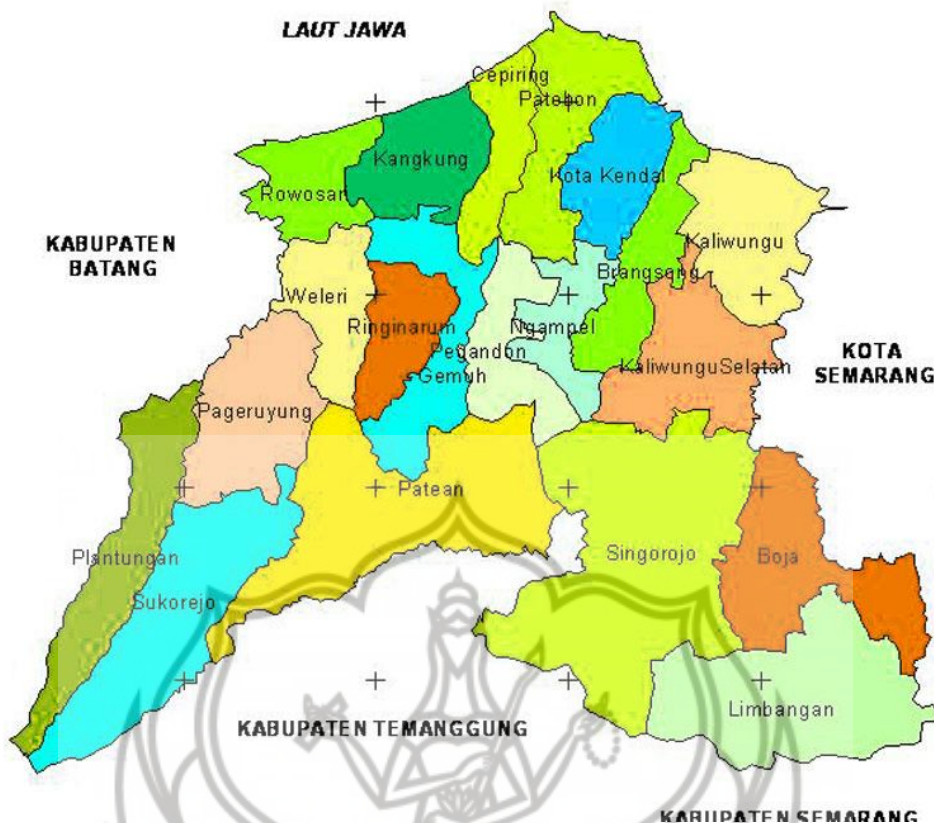 LAUT JAWA
Cepiring
Patebon
Kangkung
Kota Kendal
Rowosari
KABUPATEN
BATANG
Kaliwungu
Brangsong
Weleri
Ringinarum
Ngampel
Pegandon
Gemuh
KaliwunguSelatan
KOTA
SEMARANG
Pageruyung
Patean
Plantungan
Singorojo
Boja
Sukorejo
Limbangan
KABUPATEN TEMANGGUNG
KABUPATEN SEMARANG